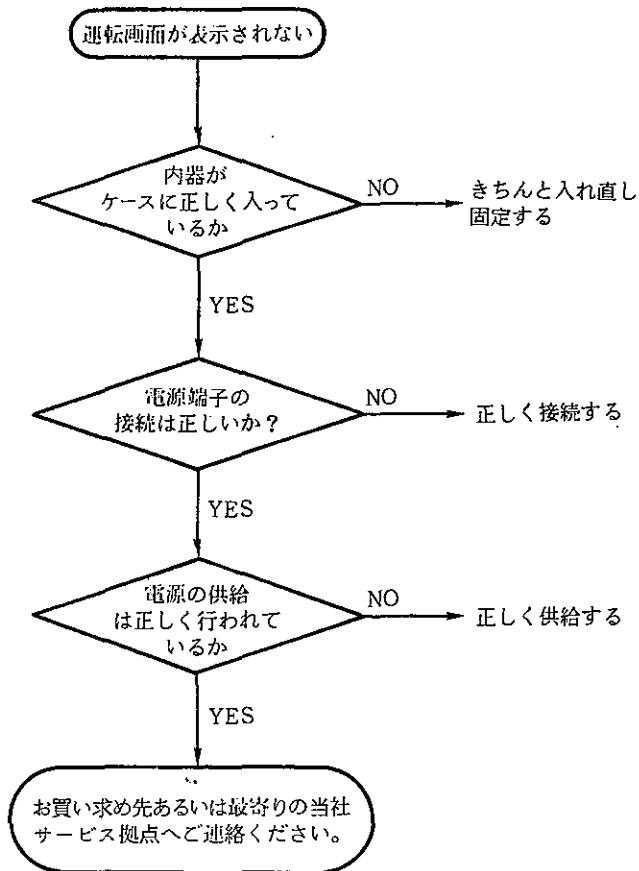 運転画面が表示されない
内器が
ケースに正しく入って
いるか
NO
きちんと入れ直し
固定する
YES
電源端子の
接続は正しいか？
NO
正しく接続する
YES
電源の供給
は正しく行われて
いるか
NO
正しく供給する
YES
お買い求め先あるいは最寄りの当社
サービス拠点へご連絡ください。